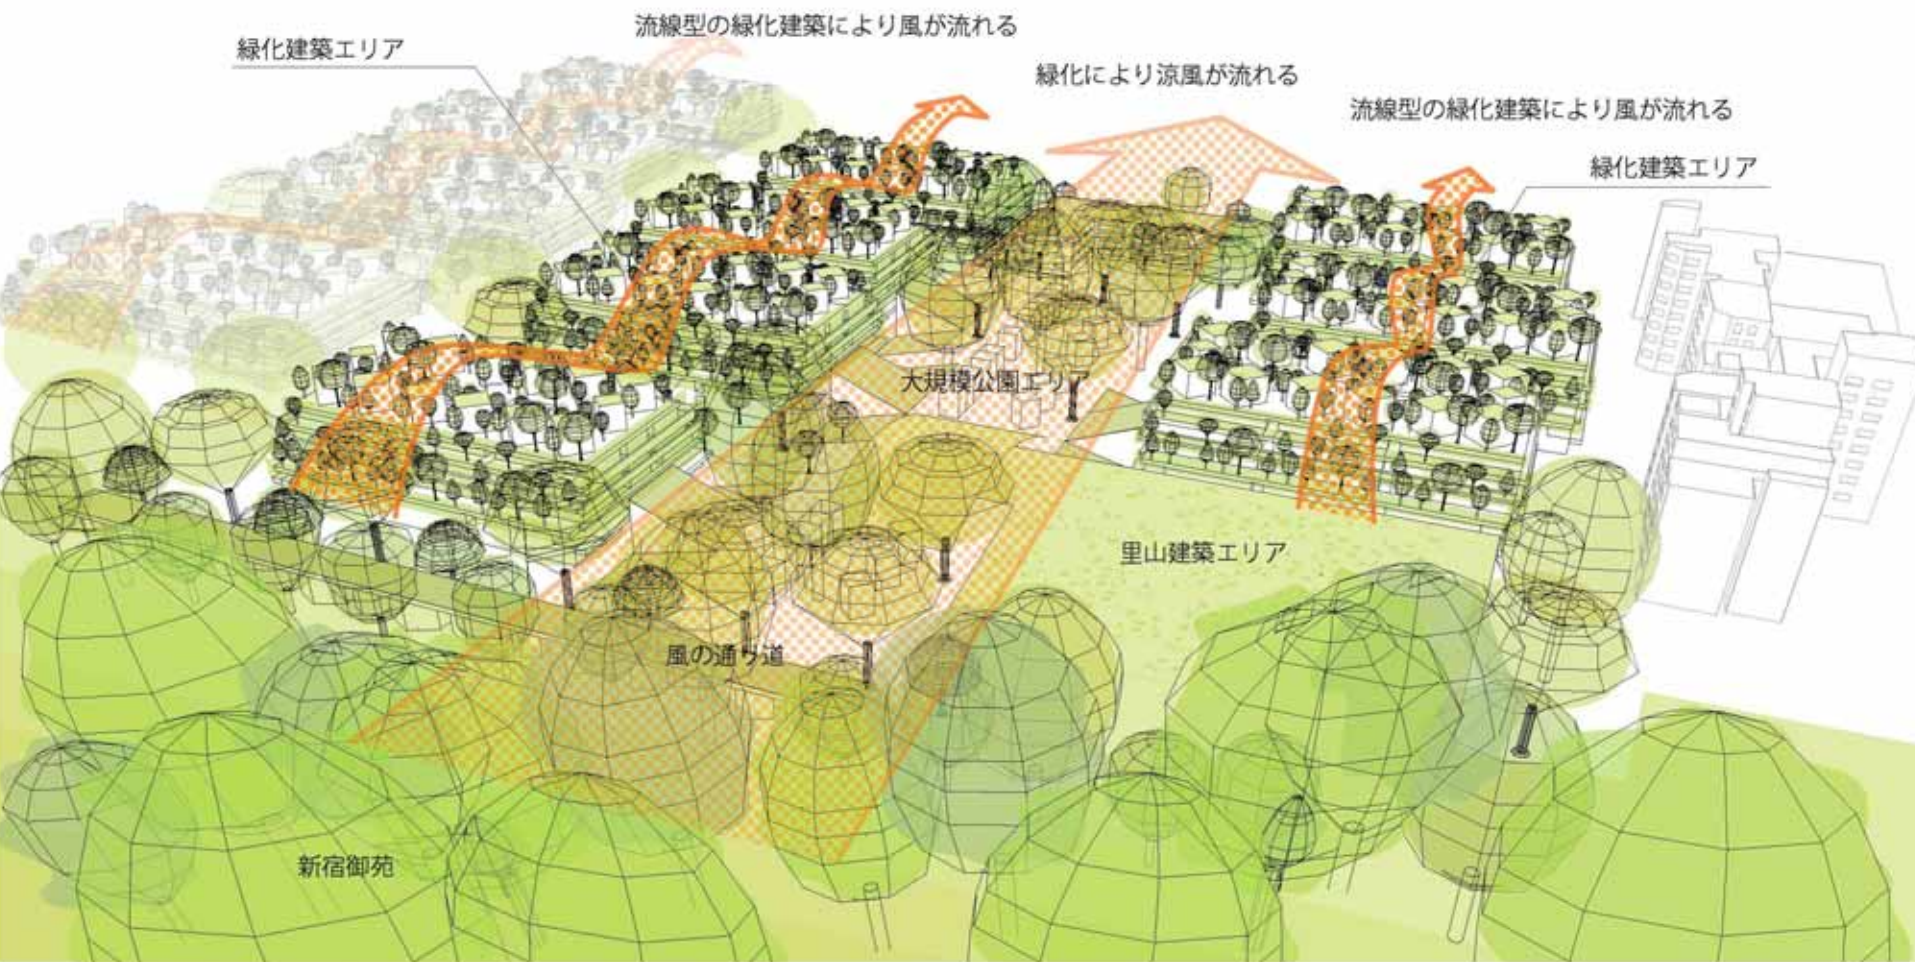 流線型の緑化建築により風が流れる
緑化建築エリア
緑化により涼風が流れる
流線型の緑化建築により風が流れる
緑化建築エリア
大規模公園エリア
里山建築エリア
風の通り道
新宿御苑